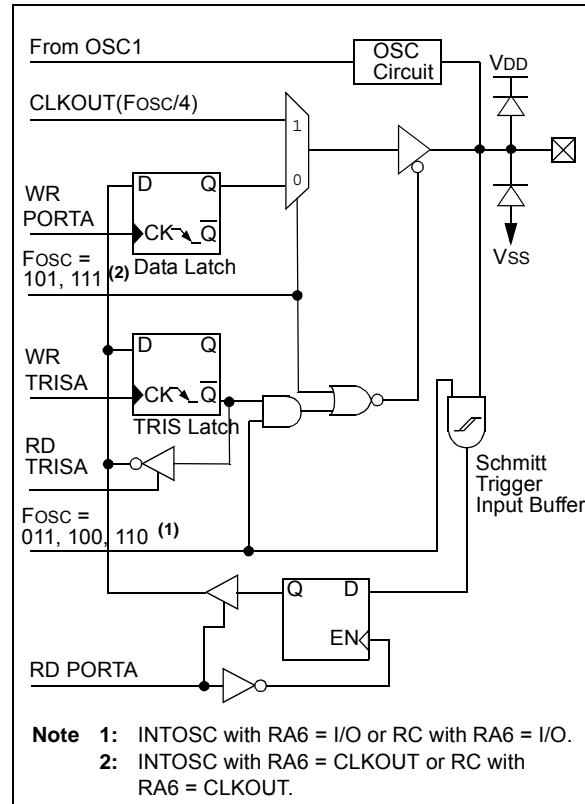 From OSC1
OSC
Circuit
VDD
CLKOUT(FOSC/4)
1
0
D Q
WR
PORTA
CK Q
Data Latch
FOSC =
101, 111 (2)
VSS
D Q
WR
TRISA
CK Q
TRIS Latch
RD
TRISA
Schmitt
Trigger
Input Buffer
FOSC =
011, 100, 110 (1)
Q D
EN
RD PORTA
Note 1: INTOSC with RA6 = I/O or RC with RA6 = I/O.
2: INTOSC with RA6 = CLKOUT or RC with
RA6 = CLKOUT.